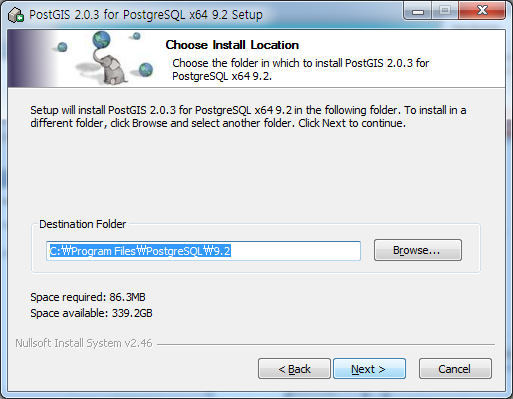 PostGIS 2.0.3 for PostgreSQL x64 9.2 Setup
Choose Install Location
Choose the folder in which to install PostGIS 2.0.3 for
PostgreSQL x64 9.2.
Setup will install PostGIS 2.0.3 for PostgreSQL x64 9.2 in the following folder. To install in a
different folder, click Browse and select another folder. Click Next to continue.
Destination Folder
C:₩Program Files₩PostgreSQL₩9.2
Browse...
Space required: 86.3MB
Space available: 339.2GB
Nullsoft Install System v2.46
< Back
Next >
Cancel